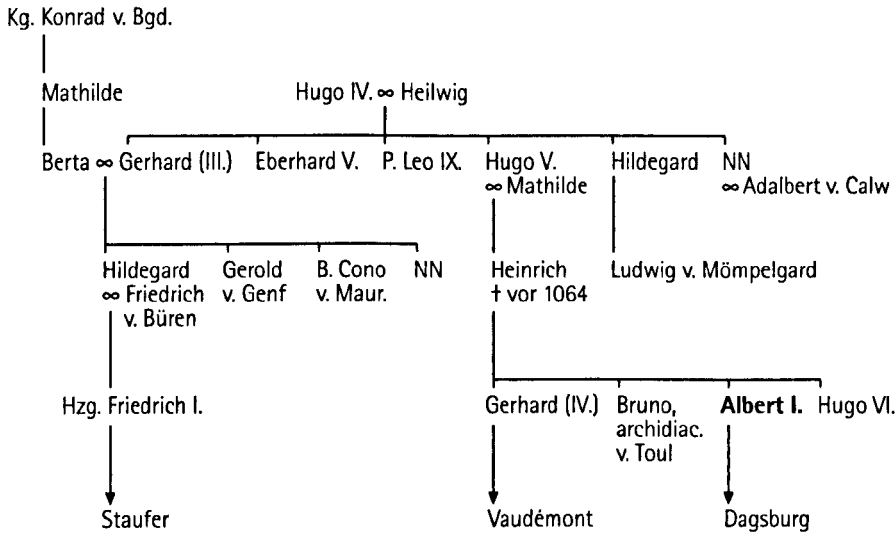 Kg. Konrad v. Bgd.
Mathilde
Hugo IV. ∞ Heilwig
Berta ∞ Gerhard (III.)
Eberhard V.
P. Leo IX.
Hugo V.
∞ Mathilde
Hildegard
NN
∞ Adalbert v. Calw
Hildegard
∞ Friedrich
v. Büren
Gerold
v. Genf
B. Cono
v. Maur.
NN
Heinrich
† vor 1064
Ludwig v. Mömpelgard
Hzg. Friedrich I.
Gerhard (IV.)
Bruno,
archidiac.
v. Toul
Albert I.
Hugo VI.
Staufer
Vaudémont
Dagsburg